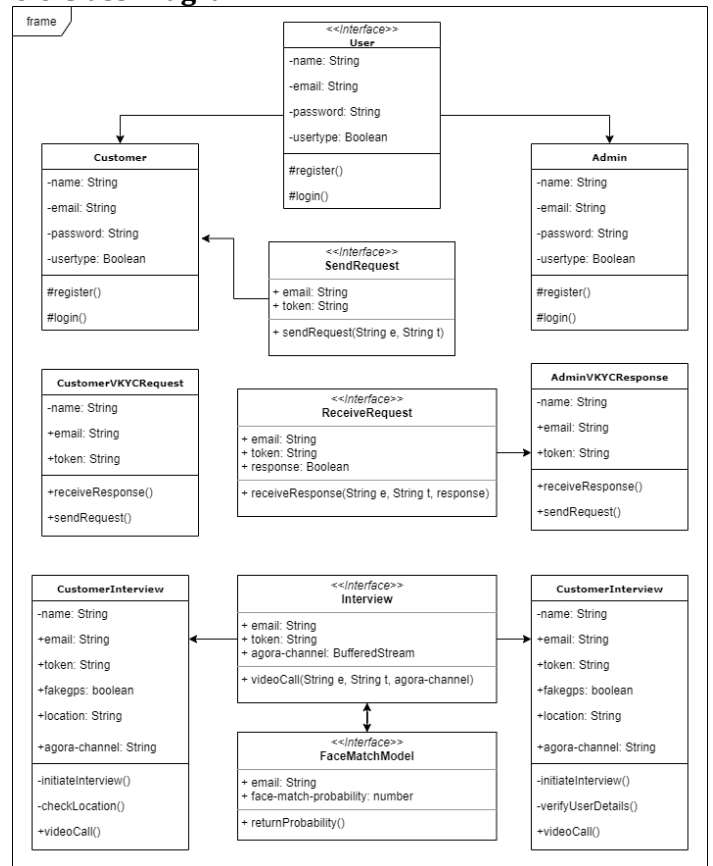 frame
<<Interface>>
User
-name: String
-email: String
-password: String
-usertype: Boolean
#register()
#login()
Customer
-name: String
-email: String
-password: String
-usertype: Boolean
#register()
#login()
Admin
-name: String
-email: String
-password: String
-usertype: Boolean
#register()
#login()
<<Interface>>
SendRequest
+ email: String
+ token: String
+ sendRequest(String e, String t)
CustomerVKYCRequest
-name: String
+email: String
+token: String
+receiveResponse()
+sendRequest()
<<Interface>>
ReceiveRequest
+ email: String
+ token: String
+ response: Boolean
+ receiveResponse(String e, String t, response)
AdminVKYCResponse
-name: String
+email: String
+token: String
+receiveResponse()
+sendRequest()
CustomerInterview
-name: String
+email: String
+token: String
+fakegps: boolean
+location: String
+agora-channel: String
-initiateInterview()
-checkLocation()
+videoCall()
<<Interface>>
Interview
+ email: String
+ token: String
+ agora-channel: BufferedStream
+ videoCall(String e, String t, agora-channel)
<<Interface>>
FaceMatchModel
+ email: String
+ face-match-probability: number
+ returnProbability()
CustomerInterview
-name: String
+email: String
+token: String
+fakegps: boolean
+location: String
+agora-channel: String
-initiateInterview()
-verifyUserDetails()
+videoCall()